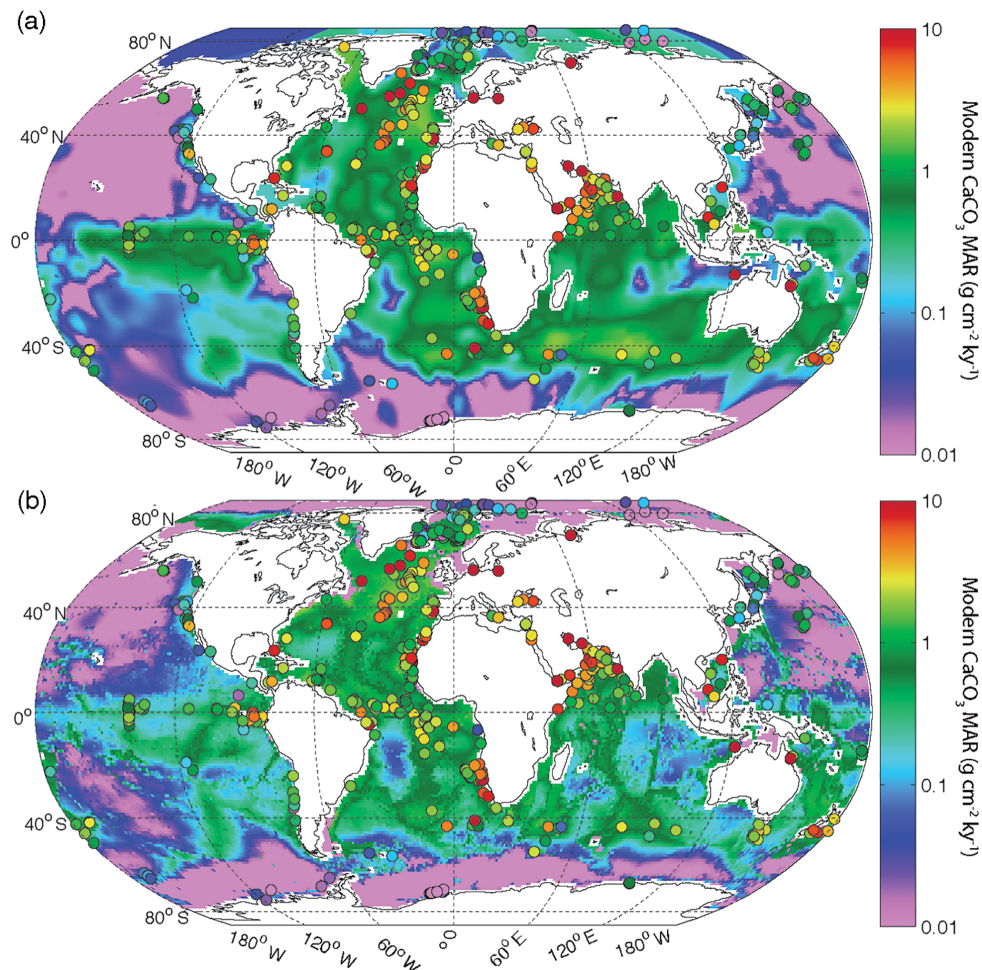 (a)
80° N
40° N
0°
40° S
80° S
180° W
120° W
60° W
0°
60° E
120° E
180° W
10
1
0.1
0.01
Modern CaCO3 MAR (g cm-2 ky-1)
(b)
80° N
40° N
0°
40° S
80° S
180° W
120° W
60° W
0°
60° E
120° E
180° W
10
1
0.1
0.01
Modern CaCO3 MAR (g cm-2 ky-1)